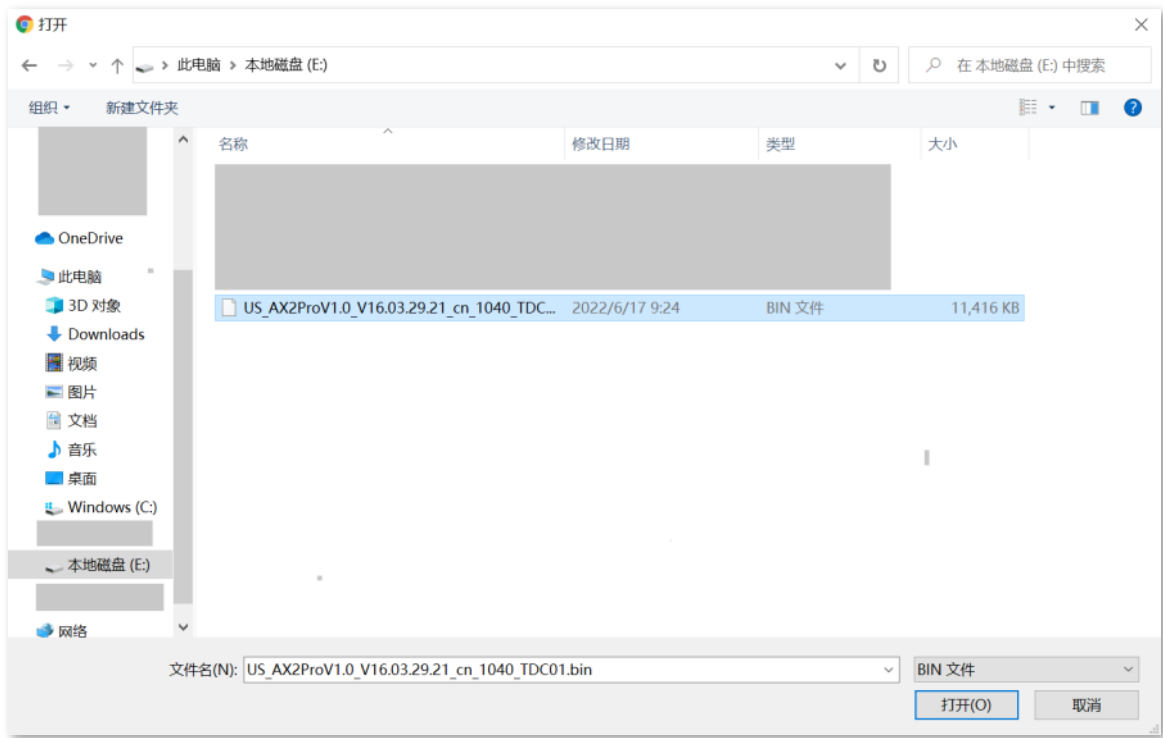 打开
此电脑 本地磁盘 (E:)
在 本地磁盘 (E:) 中搜索
组织 新建文件夹
名称 修改日期 类型 大小
OneDrive
此电脑
3D 对象
US_AX2ProV1.0_V16.03.29.21_cn_1040_TDC... 2022/6/17 9:24 BIN 文件 11,416 KB
Downloads
视频
图片
文档
音乐
桌面
Windows (C:)
本地磁盘 (E:)
网络
文件名(N): US_AX2ProV1.0_V16.03.29.21_cn_1040_TDC01.bin BIN 文件
打开(O) 取消